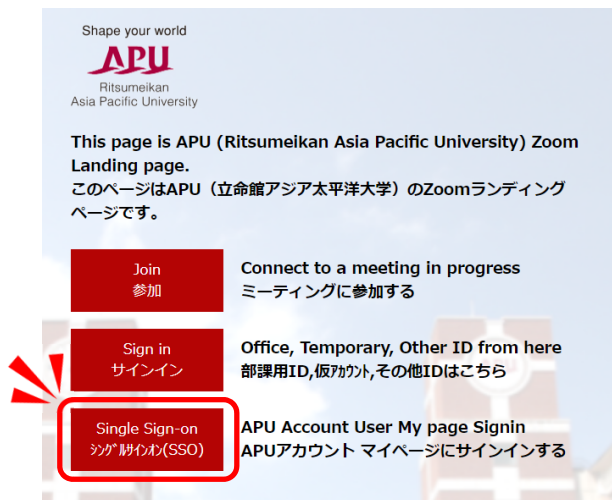 Shape your world
APU
Ritsumeikan
Asia Pacific University
This page is APU (Ritsumeikan Asia Pacific University) Zoom
Landing page.
このページはAPU（立命館アジア太平洋大学）のZoomランディング
ページです。
Join
参加
Connect to a meeting in progress
ミーティングに参加する
Sign in
サインイン
Office, Temporary, Other ID from here
部課用ID,仮ｱｶｳﾝﾄ,その他IDはこちら
Single Sign-on
ｼﾝｸﾞﾙｻｲﾝｵﾝ(SSO)
APU Account User My page Signin
APUアカウント マイページにサインインする